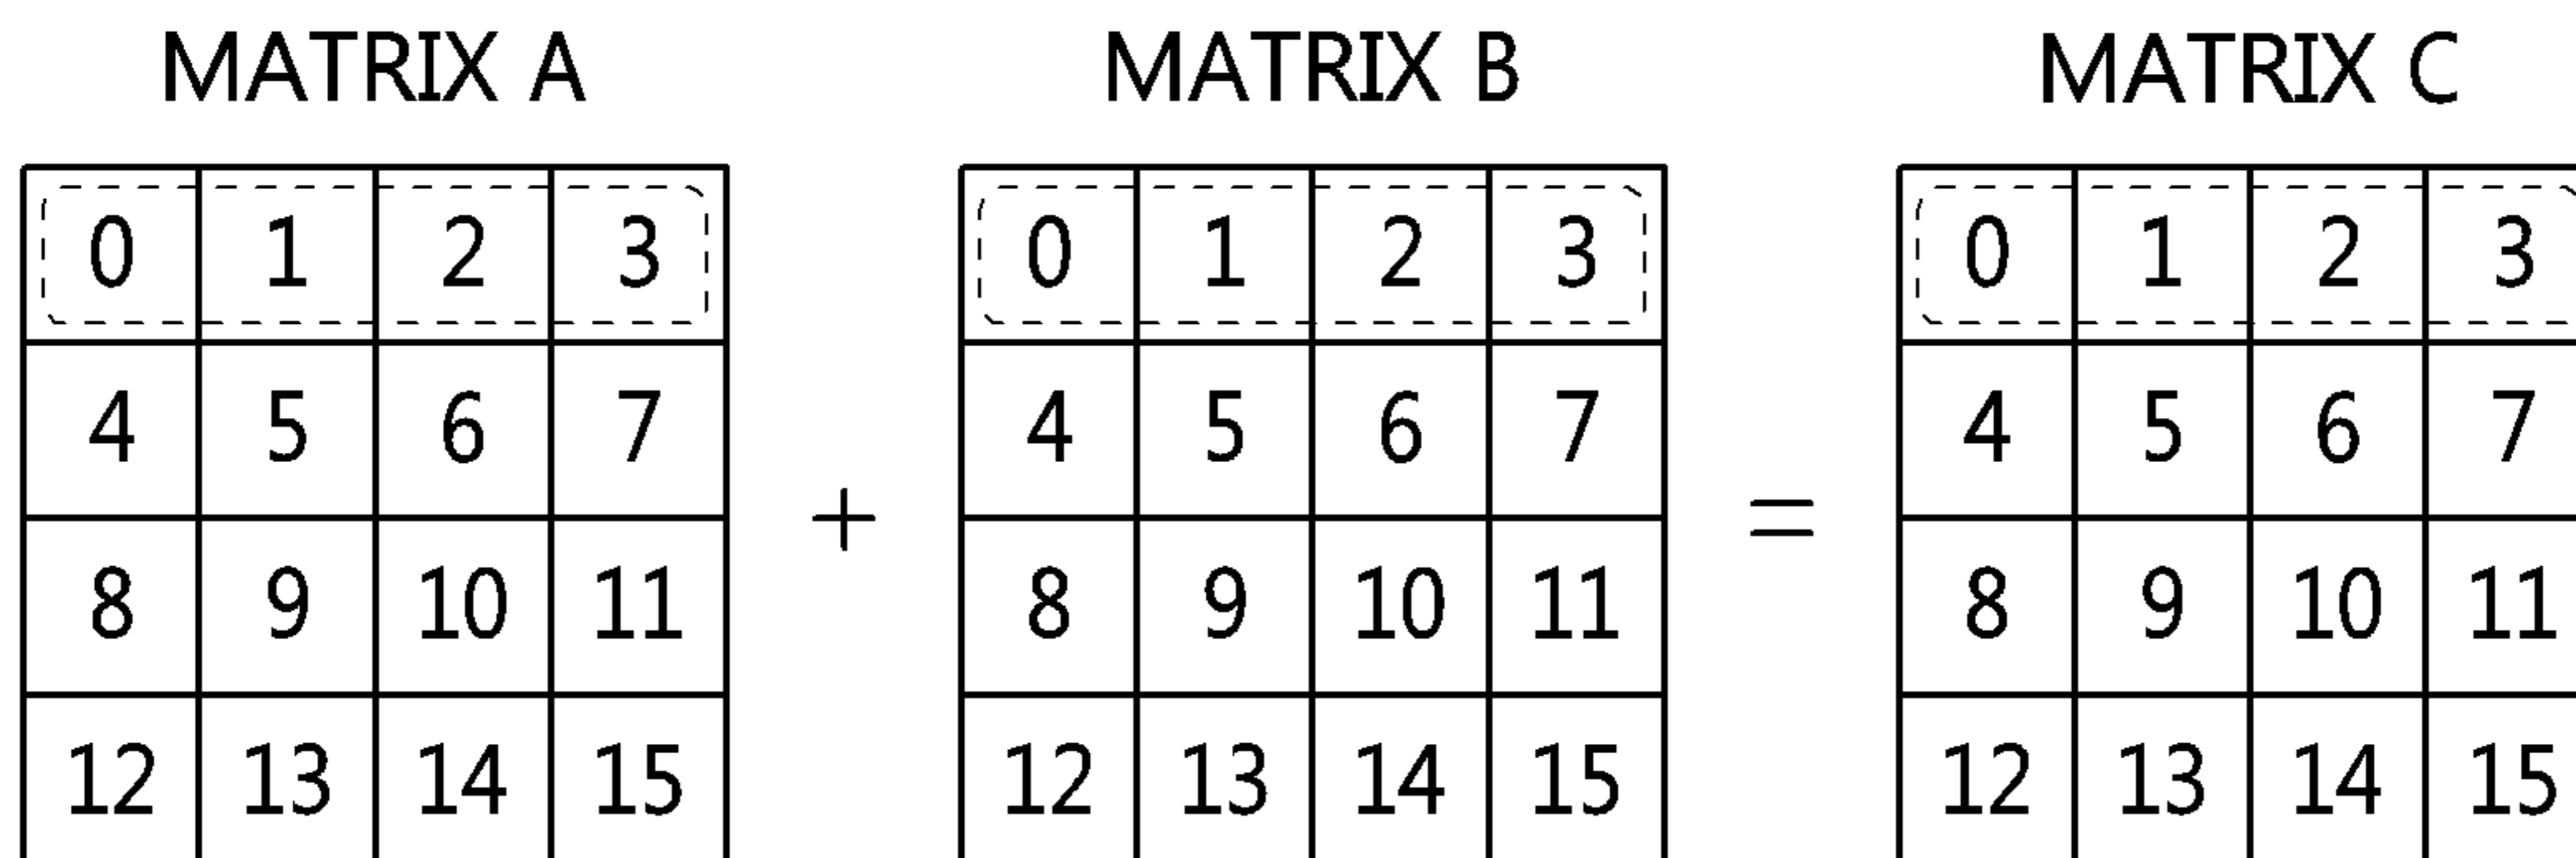 MATRIX A MATRIX B MATRIX C
0 1 2 3 0 1 2 3 0 1 2 3
4 5 6 7 4 5 6 7 4 5 6 7
+ =
8 9 10 11 8 9 10 11 8 9 10 11
12 13 14 15 12 13 14 15 12 13 14 15